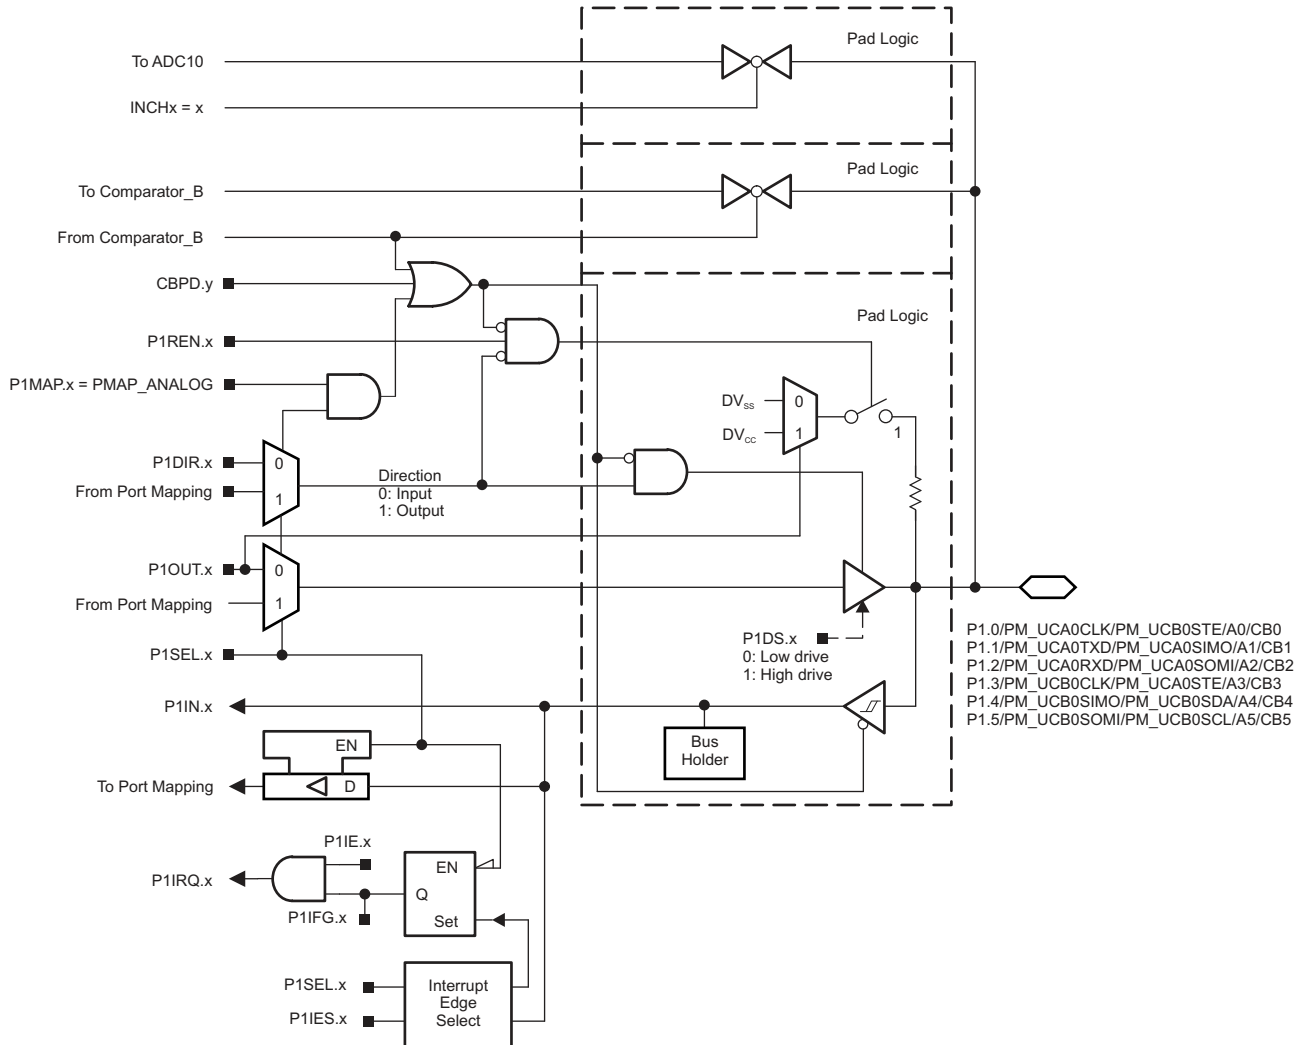 Pad Logic
To ADC10
INCHx = x
Pad Logic
To Comparator_B
From Comparator_B
CBPD.y
Pad Logic
P1REN.x
P1MAP.x = PMAP_ANALOG
DVSS
0
DVCC
1
1
P1DIR.x
0
From Port Mapping
1
Direction
0: Input
1: Output
P1OUT.x
0
From Port Mapping
1
P1DS.x
0: Low drive
1: High drive
P1SEL.x
P1.0/PM_UCA0CLK/PM_UCB0STE/A0/CB0
P1.1/PM_UCA0TXD/PM_UCA0SIMO/A1/CB1
P1.2/PM_UCA0RXD/PM_UCA0SOMI/A2/CB2
P1.3/PM_UCB0CLK/PM_UCA0STE/A3/CB3
P1.4/PM_UCB0SIMO/PM_UCB0SDA/A4/CB4
P1.5/PM_UCB0SOMI/PM_UCB0SCL/A5/CB5
P1IN.x
Bus
Holder
EN
To Port Mapping
D
P1IE.x
P1IRQ.x
EN
Q
P1IFG.x
Set
P1SEL.x
P1IES.x
Interrupt
Edge
Select